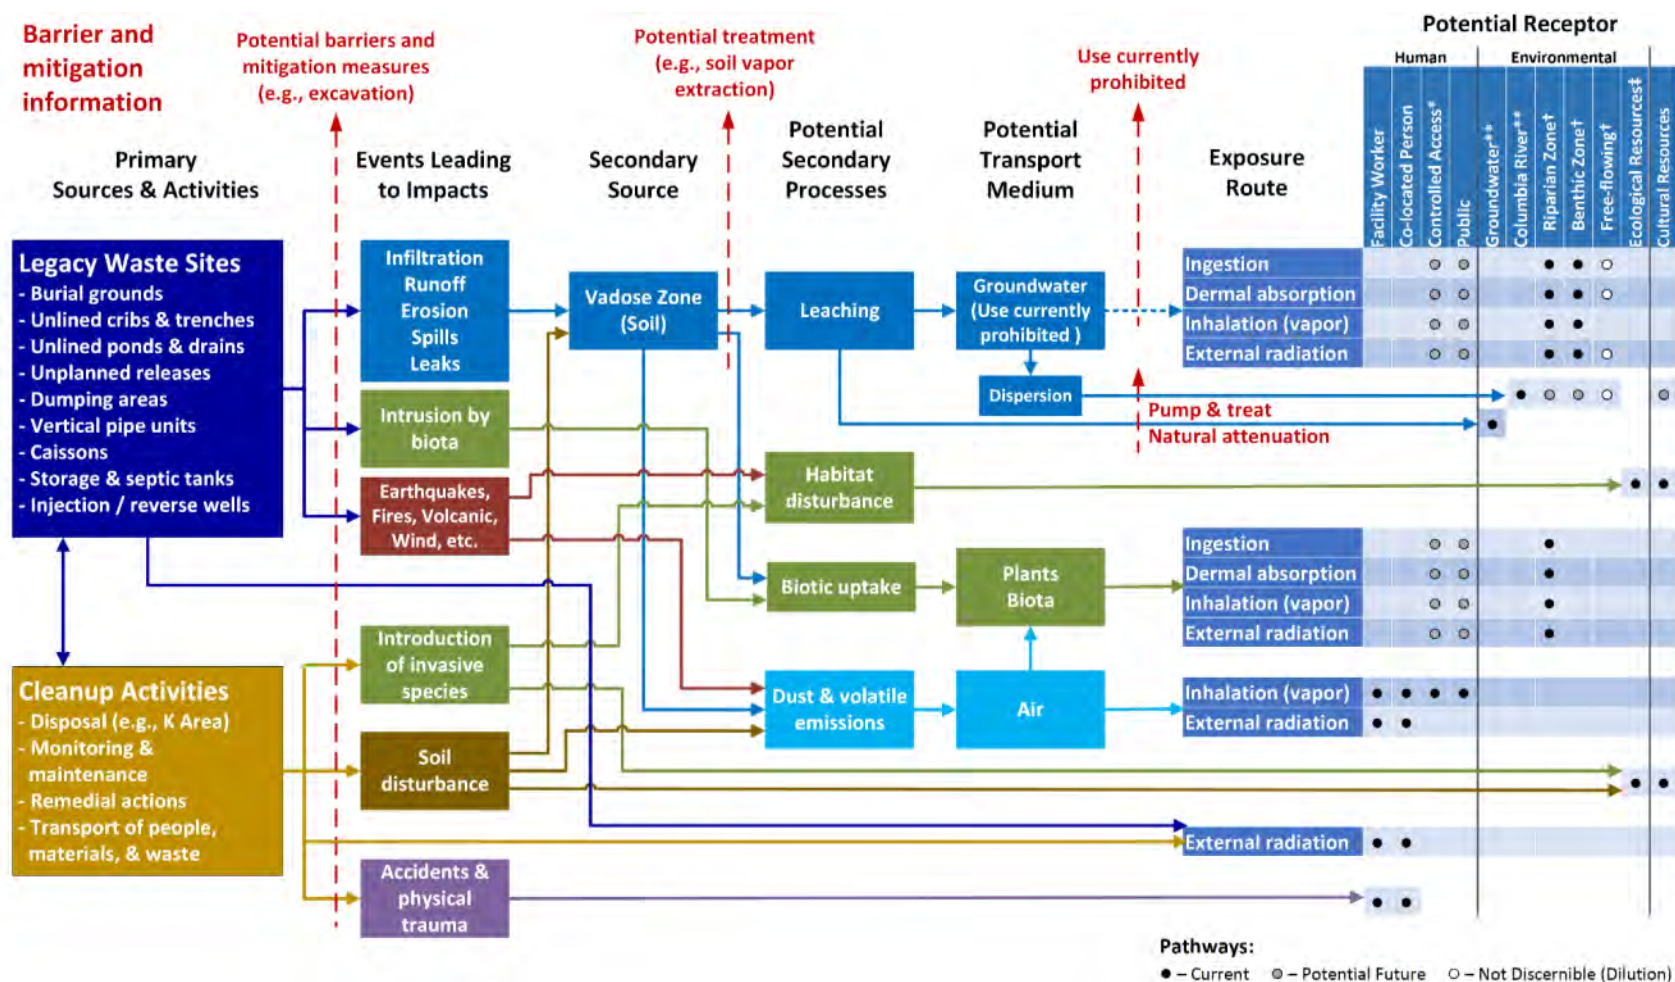 Barrier and
mitigation
information
Potential barriers and
mitigation measures
(e.g., excavation)
Potential treatment
(e.g., soil vapor
extraction)
Use currently
prohibited
Potential Receptor
Human
Environmental
Primary
Sources & Activities
Events Leading
to Impacts
Secondary
Source
Potential
Secondary
Processes
Potential
Transport
Medium
Exposure
Route
Facility Worker
Co-located Person
Controlled Access*
Public
Groundwater**
Columbia River**
Riparian Zone†
Benthic Zone†
Free-flowing†
Ecological Resources‡
Cultural Resources
Legacy Waste Sites
- Burial grounds
- Unlined cribs & trenches
- Unlined ponds & drains
- Unplanned releases
- Dumping areas
- Vertical pipe units
- Caissons
- Storage & septic tanks
- Injection / reverse wells
Infiltration
Runoff
Erosion
Spills
Leaks
Vadose Zone
(Soil)
Leaching
Groundwater
(Use currently
prohibited )
Ingestion
Dermal absorption
Inhalation (vapor)
External radiation
Dispersion
Pump & treat
Natural attenuation
Intrusion by
biota
Earthquakes,
Fires, Volcanic,
Wind, etc.
Habitat
disturbance
Biotic uptake
Plants
Biota
Ingestion
Dermal absorption
Inhalation (vapor)
External radiation
Cleanup Activities
- Disposal (e.g., K Area)
- Monitoring &
maintenance
- Remedial actions
- Transport of people,
materials, & waste
Introduction
of invasive
species
Soil
disturbance
Dust & volatile
emissions
Air
Inhalation (vapor)
External radiation
External radiation
Accidents &
physical
trauma
Pathways:
● – Current ● – Potential Future ○ – Not Discernible (Dilution)